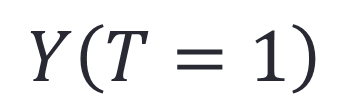 Y(T = 1)